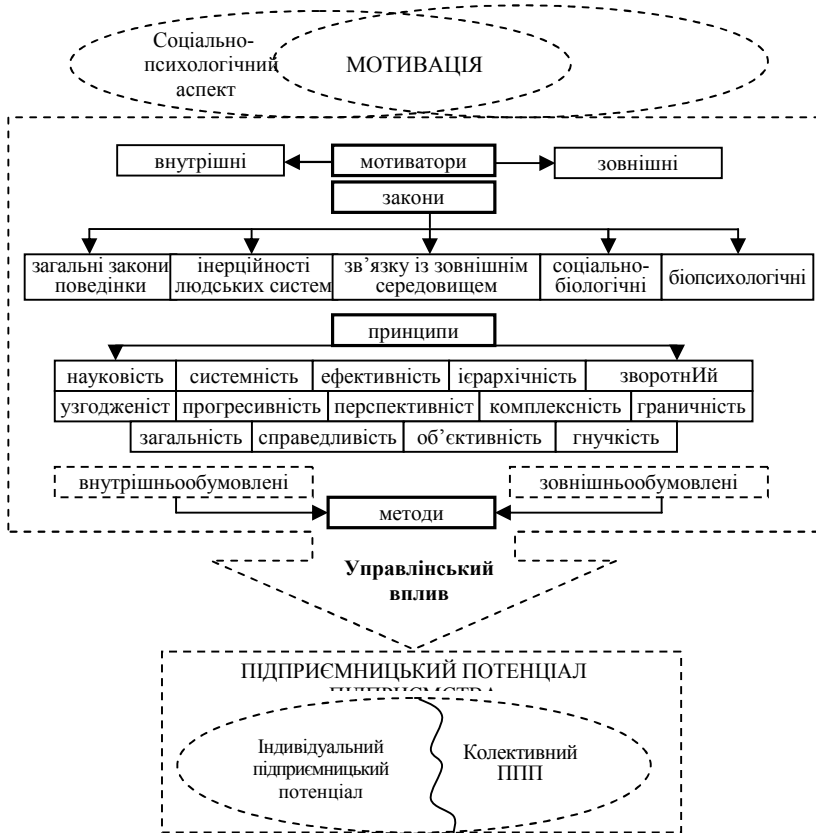 Соціально-
психологічний
аспект
МОТИВАЦІЯ
внутрішні
мотиватори
зовнішні
закони
загальні закони
поведінки
інерційності
людських систем
зв’язку із зовнішнім
середовищем
соціально-
біологічні
біопсихологічні
принципи
науковість
системність
ефективність
ієрархічність
зворотнИй
узгодженіст
прогресивність
перспективніст
комплексність
граничність
загальність
справедливість
об’єктивність
гнучкість
внутрішньообумовлені
зовнішньообумовлені
методи
Управлінський
вплив
ПІДПРИЄМНИЦЬКИЙ ПОТЕНЦІАЛ
Індивідуальний
підприємницький
потенціал
Колективний
ППП